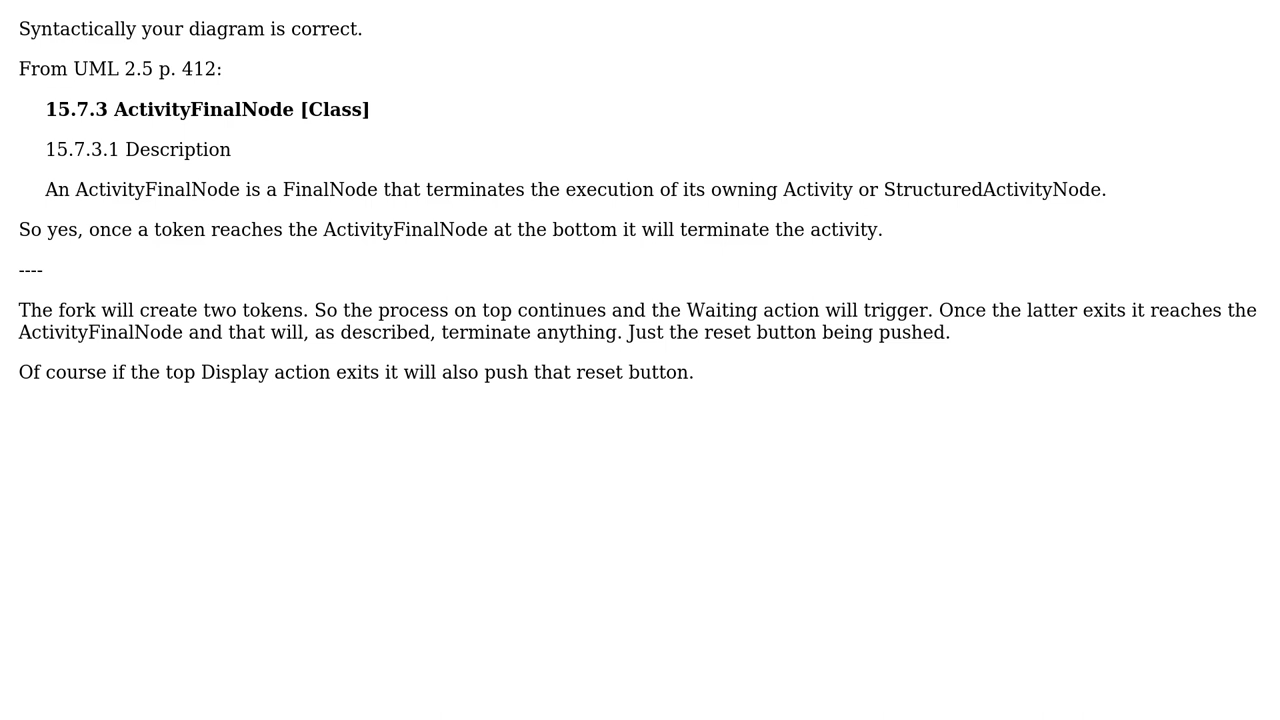 Syntactically your diagram is correct.
From UML 2.5 p. 412:
15.7.3 ActivityFinalNode [Class]
15.7.3.1 Description
An ActivityFinalNode is a FinalNode that terminates the execution of its owning Activity or StructuredActivityNode.
So yes, once a token reaches the ActivityFinalNode at the bottom it will terminate the activity.
----
The fork will create two tokens. So the process on top continues and the Waiting action will trigger. Once the latter exits it reaches the
ActivityFinalNode and that will, as described, terminate anything. Just the reset button being pushed.
Of course if the top Display action exits it will also push that reset button.